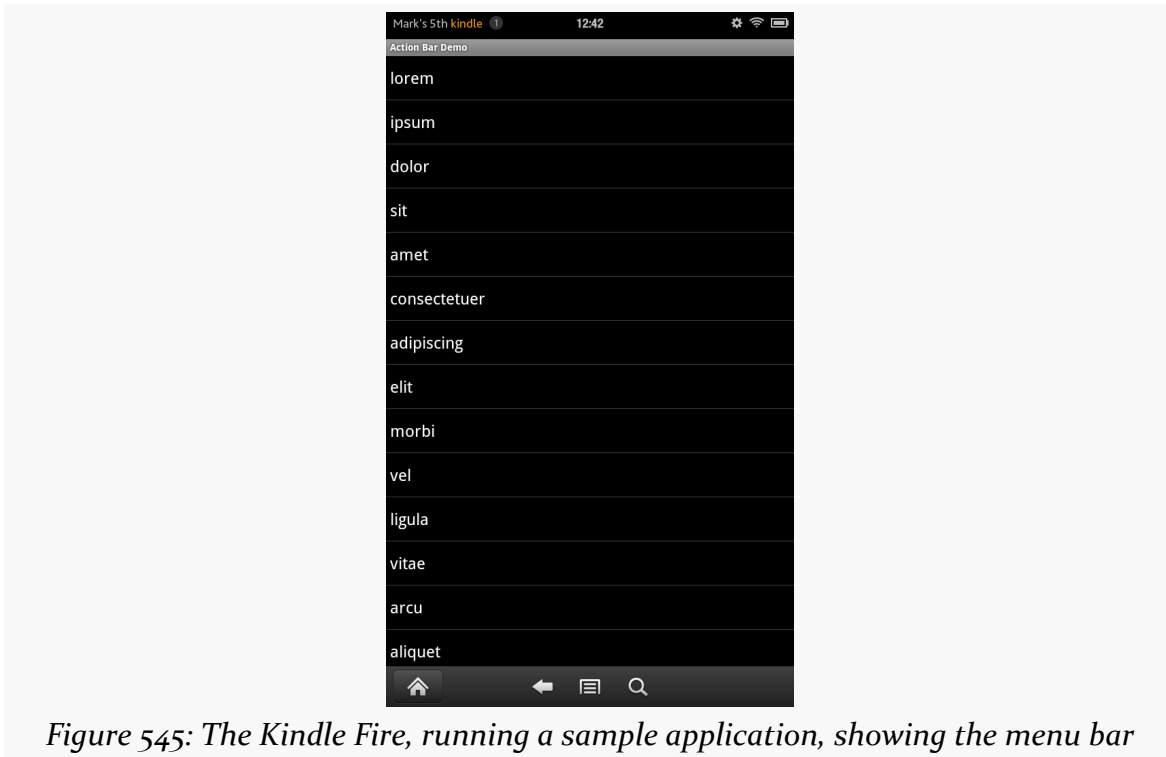 Mark's 5th kindle 1 12:42
Action Bar Demo
lorem
ipsum
dolor
sit
amet
consectetuer
adipiscing
elit
morbi
vel
ligula
vitae
arcu
aliquet
Figure 545: The Kindle Fire, running a sample application, showing the menu bar